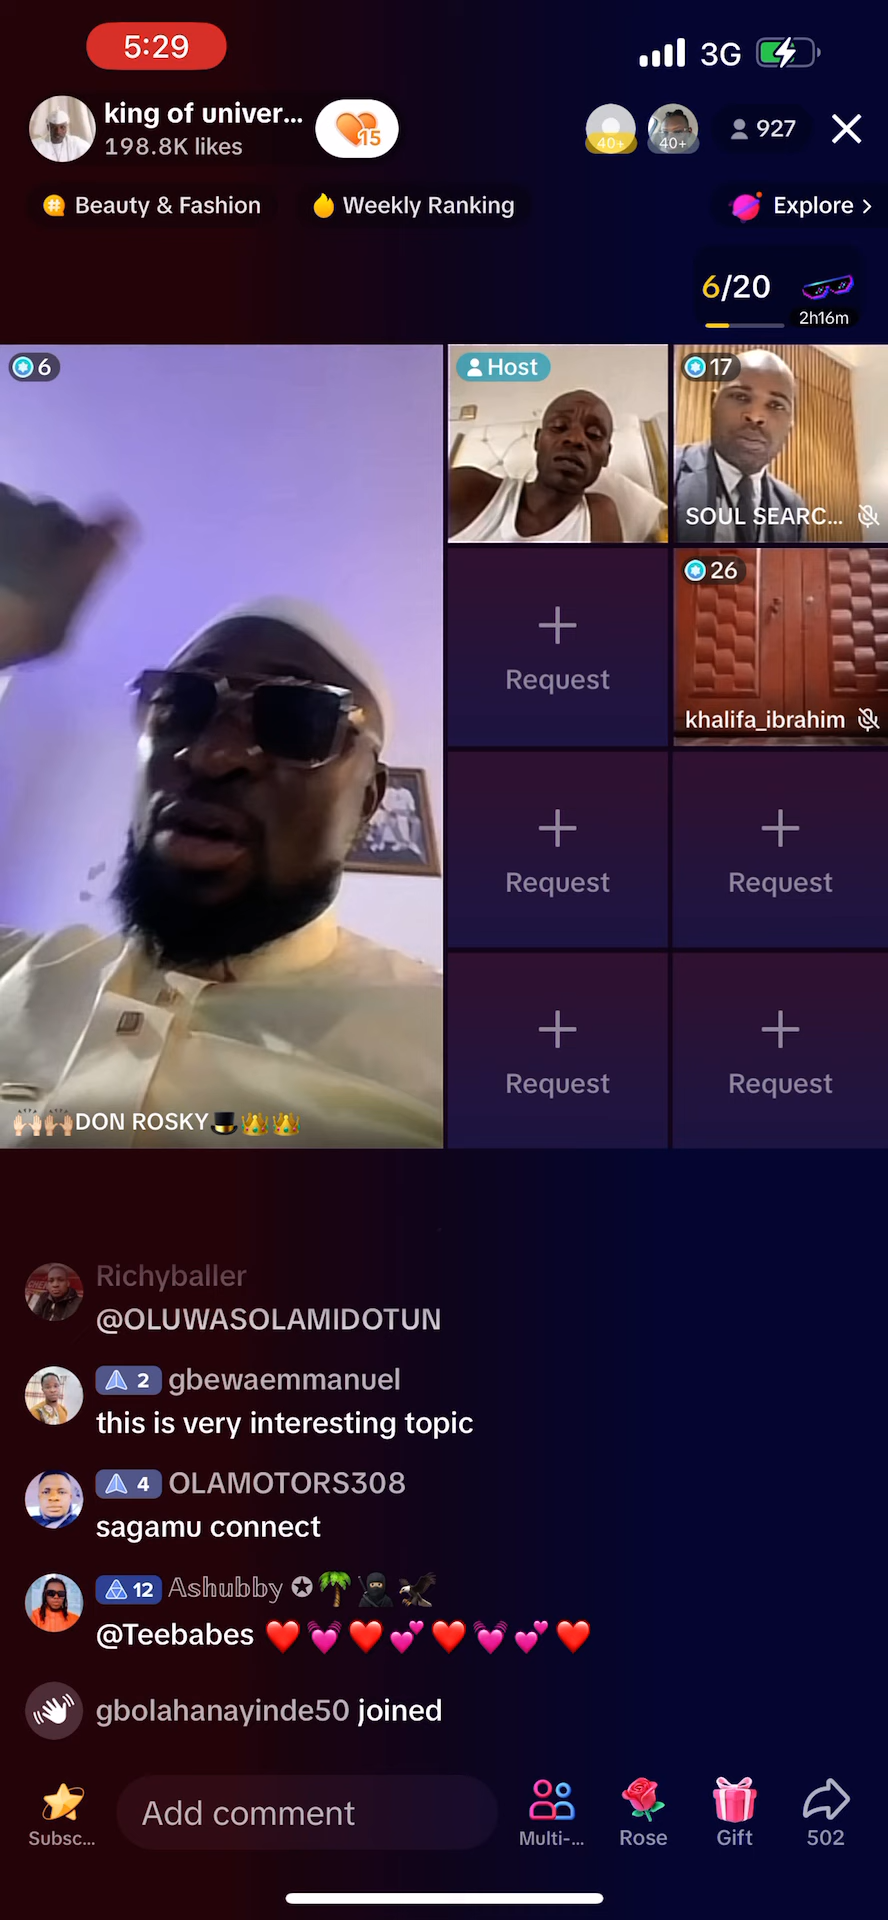 5:29
3G
king of univer...
198.8K likes
15
40+
40+
927
Beauty & Fashion
Weekly Ranking
Explore >
6/20
2h16m
6
Host
17
SOUL SEARC...
Request
26
khalifa_ibrahim
Request
Request
Request
Request
🙌🏻🙌🏼DON ROSKY🎩👑👑
Richyballer
@OLUWASOLAMIDOTUN
2 gbewaemmanuel
this is very interesting topic
4 OLAMOTORS308
sagamu connect
12 𝔸𝕤𝕙𝕦𝕓𝕓𝕪 ✪🌴🥷🦅
@Teebabes ❤️💓❤️💕❤️💓💕❤️
gbolahanayinde50 joined
Add comment
Subsc...
Multi-...
Rose
Gift
502